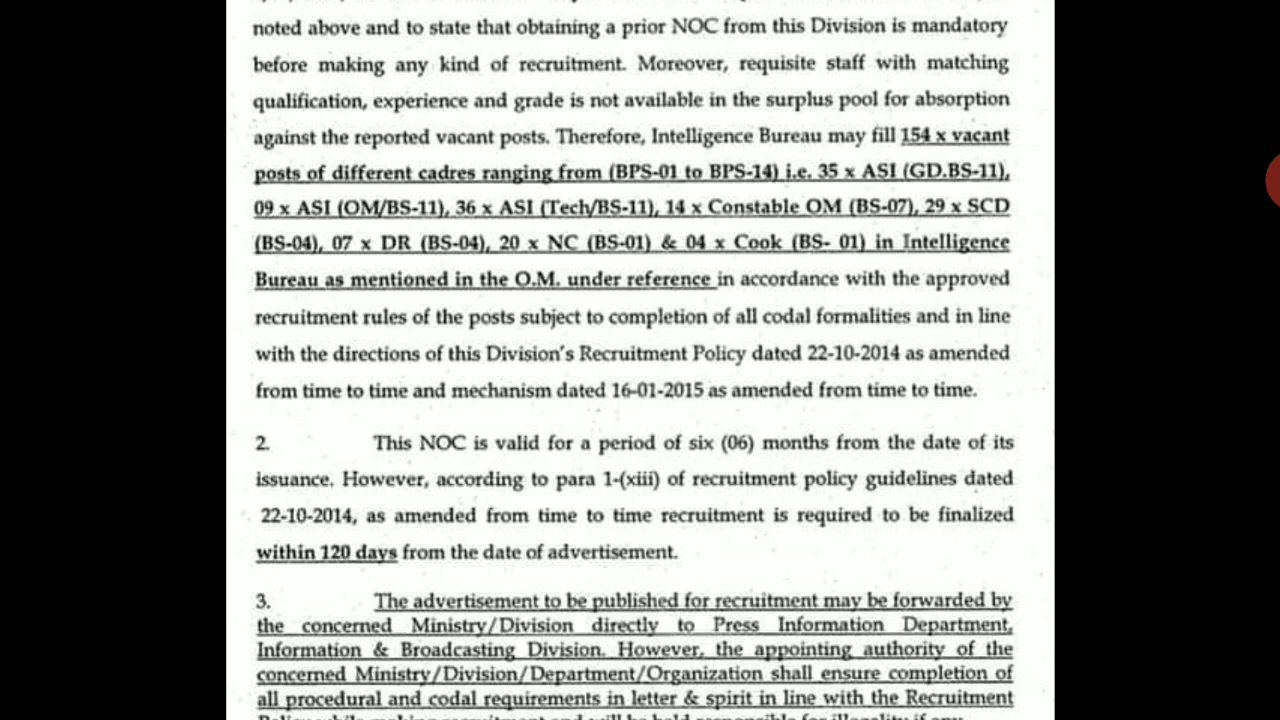 noted above and to state that obtaining a prior NOC from this Division is mandatory
before making any kind of recruitment. Moreover, requisite staff with matching
qualification, experience and grade is not available in the surplus pool for absorption
against the reported vacant posts. Therefore, Intelligence Bureau may fill 154 x vacant
posts of different cadres ranging from (BPS-01 to BPS-14) i.e. 35 x ASI (GD.BS-11),
09 x ASI (OM/BS-11), 36 x ASI (Tech/BS-11), 14 x Constable OM (BS-07), 29 x SCD
(BS-04), 07 x DR (BS-04), 20 x NC (BS-01) & 04 x Cook (BS- 01) in Intelligence
Bureau as mentioned in the O.M. under reference in accordance with the approved
recruitment rules of the posts subject to completion of all codal formalities and in line
with the directions of this Division's Recruitment Policy dated 22-10-2014 as amended
from time to time and mechanism dated 16-01-2015 as amended from time to time.
2. This NOC is valid for a period of six (06) months from the date of its
issuance. However, according to para 1-(xiii) of recruitment policy guidelines dated
22-10-2014, as amended from time to time recruitment is required to be finalized
within 120 days from the date of advertisement.
3. The advertisement to be published for recruitment may be forwarded by
the concerned Ministry/Division directly to Press Information Department,
Information & Broadcasting Division. However, the appointing authority of the
concerned Ministry/Division/Department/Organization shall ensure completion of
all procedural and codal requirements in letter & spirit in line with the Recruitment